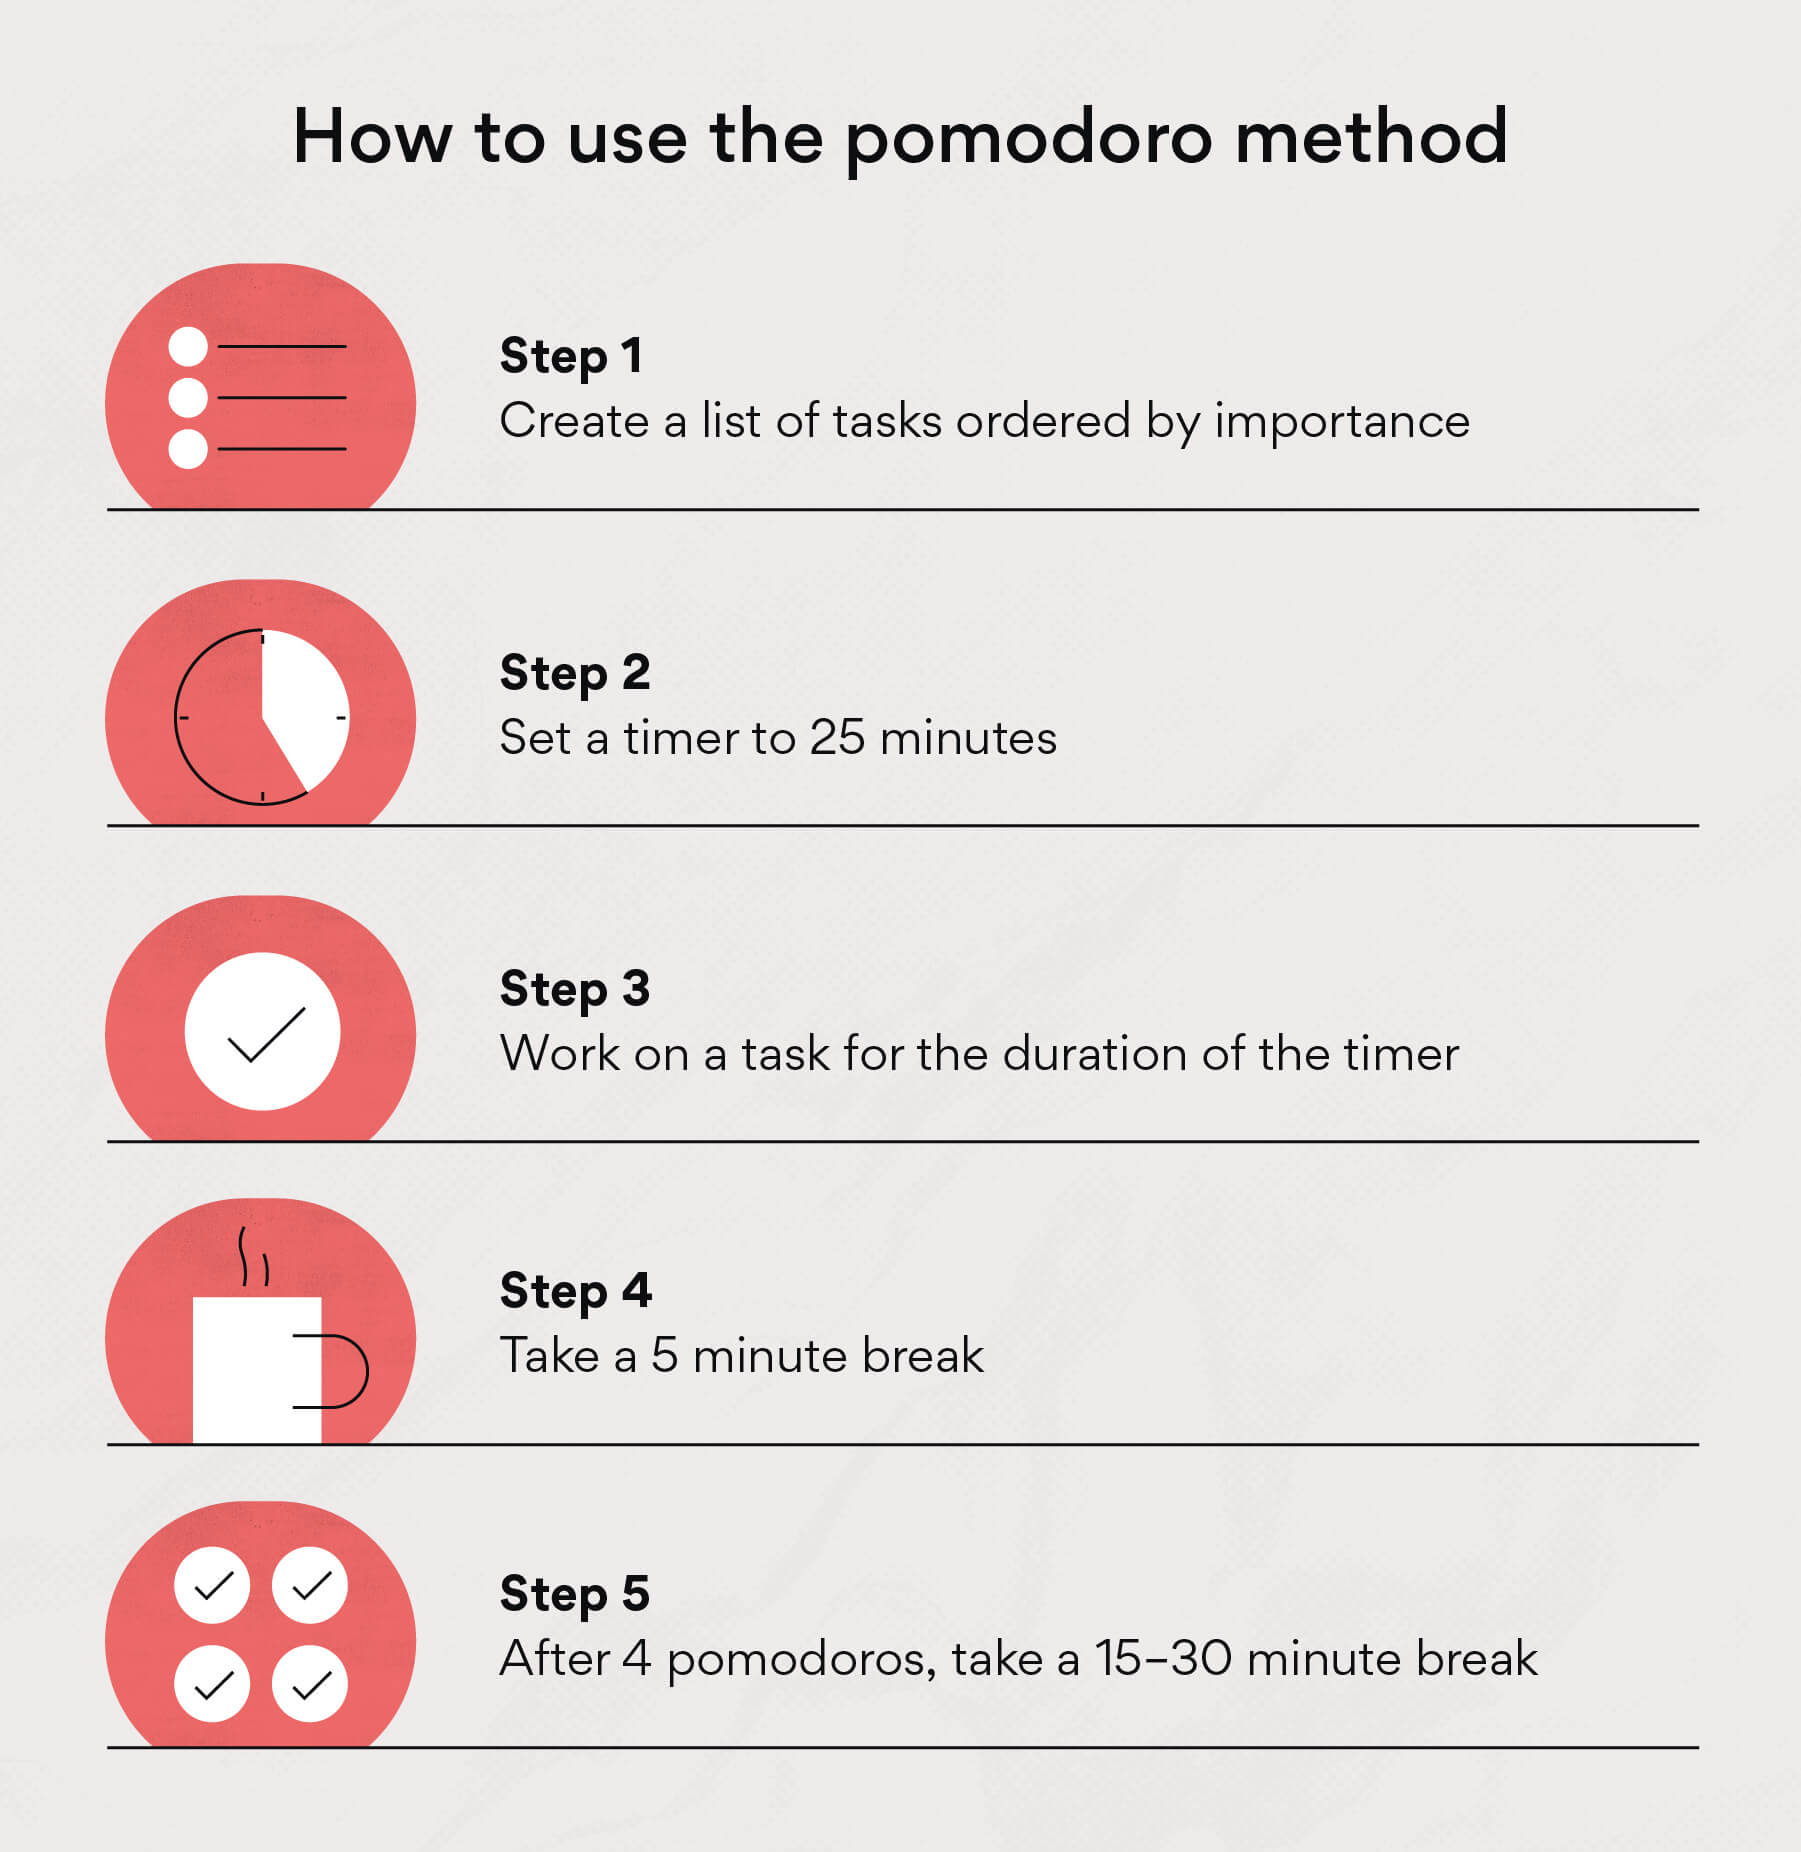 How to use the pomodoro method
Step 1
Create a list of tasks ordered by importance
Step 2
Set a timer to 25 minutes
Step 3
Work on a task for the duration of the timer
Step 4
Take a 5 minute break
Step 5
After 4 pomodoros, take a 15–30 minute break